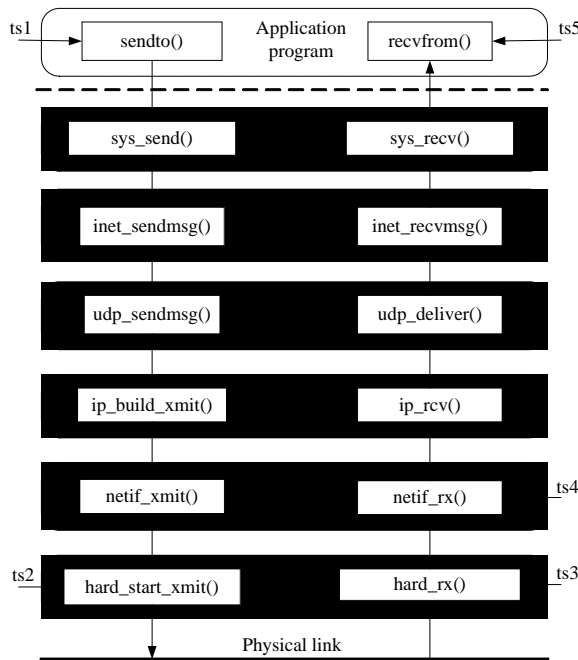 ts1
sendto()
Application
program
recvfrom()
ts5
sys_send()
sys_recv()
inet_sendmsg()
inet_recvmsg()
udp_sendmsg()
udp_deliver()
ip_build_xmit()
ip_rcv()
netif_xmit()
netif_rx()
ts4
ts2
hard_start_xmit()
hard_rx()
ts3
Physical link